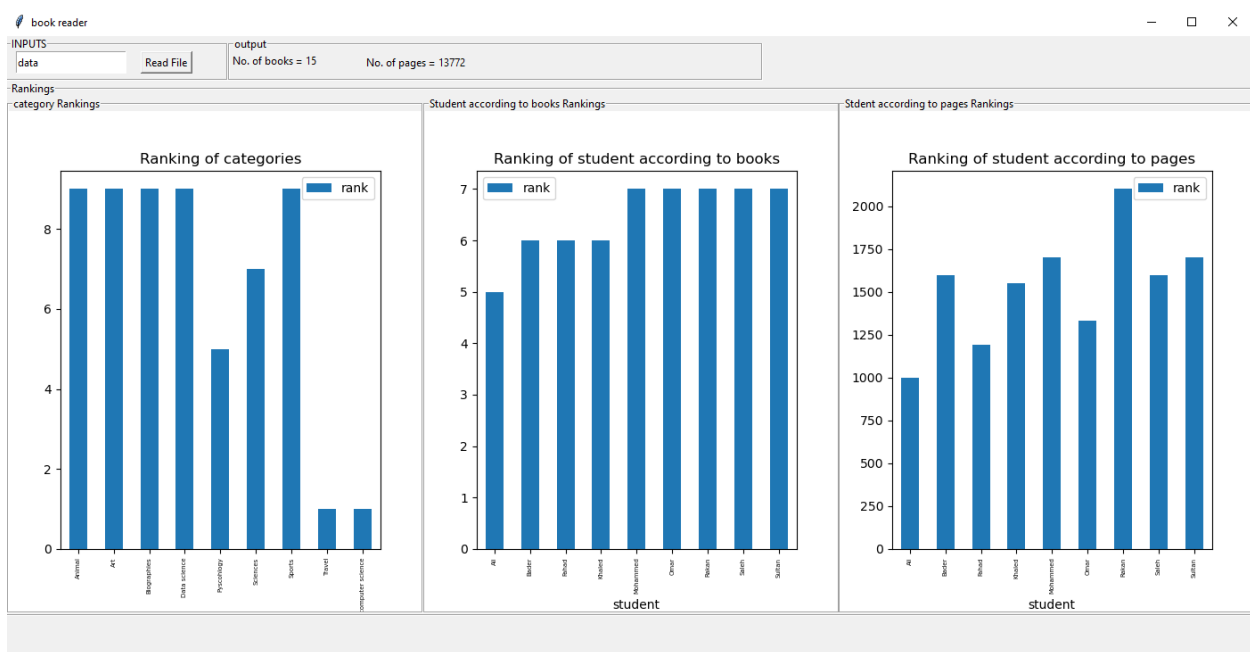 book reader
INPUTS
output
data
Read File
No. of books = 15
No. of pages = 13772
Rankings
category Rankings
Student according to books Rankings
Stdent according to pages Rankings
Ranking of categories
rank
8
6
4
2
0
Animal
Art
Biographies
Data science
Pyscohlogy
Sciences
Sports
Travel
computer science
Ranking of student according to books
rank
7
6
5
4
3
2
1
0
Ali
Bader
Fahad
Khaled
Mohammed
Omar
Rakan
Saleh
Sultan
student
Ranking of student according to pages
rank
2000
1750
1500
1250
1000
750
500
250
0
Ali
Bader
Fahad
Khaled
Mohammed
Omar
Rakan
Saleh
Sultan
student